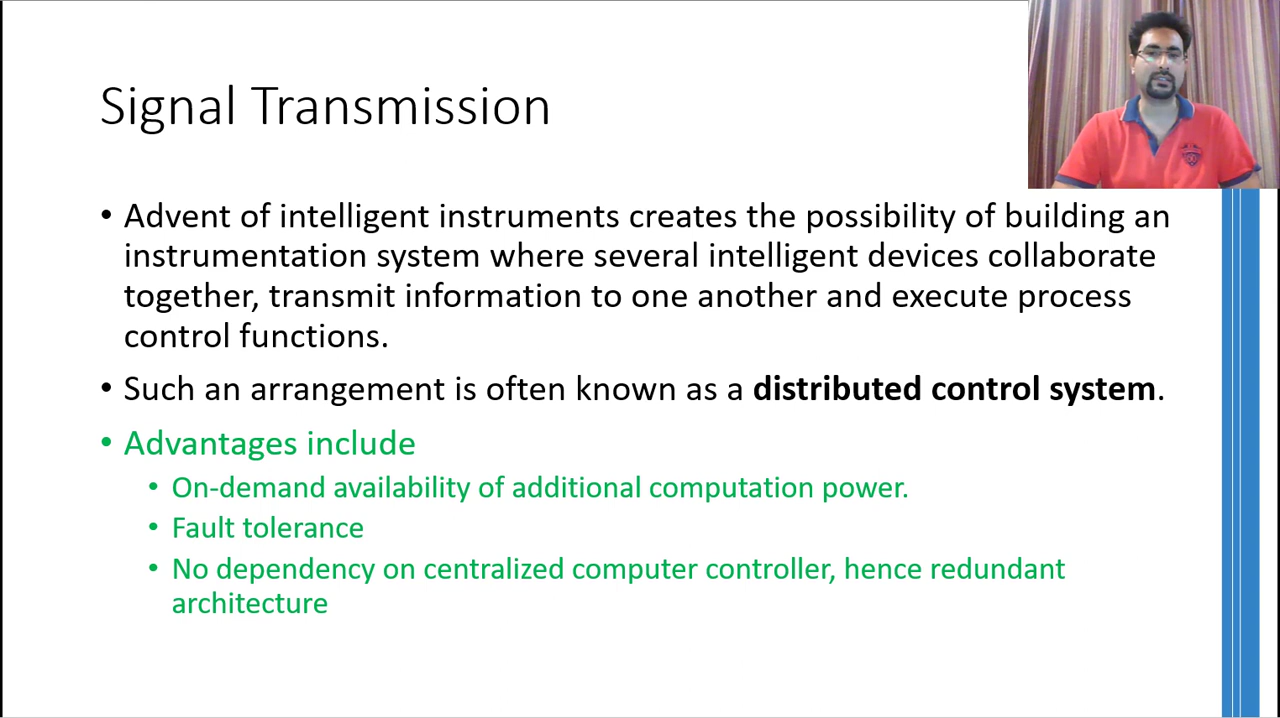 Signal Transmission
• Advent of intelligent instruments creates the possibility of building an
instrumentation system where several intelligent devices collaborate
together, transmit information to one another and execute process
control functions.
• Such an arrangement is often known as a distributed control system.
• Advantages include
• On-demand availability of additional computation power.
• Fault tolerance
• No dependency on centralized computer controller, hence redundant
architecture